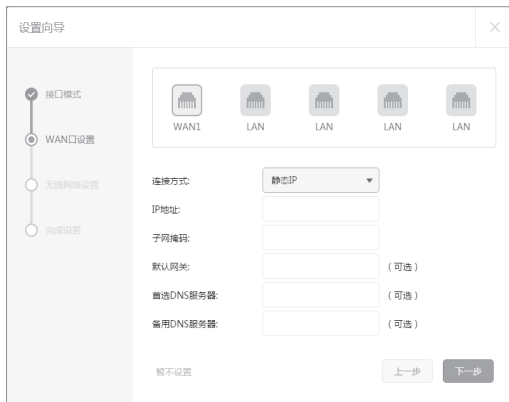 设置向导
接口模式
WAN口设置
无线网络设置
完成设置
WAN1 LAN LAN LAN LAN
连接方式: 静态IP
IP地址:
子网掩码:
默认网关: （可选）
首选DNS服务器: （可选）
备用DNS服务器: （可选）
暂不设置 上一步 下一步